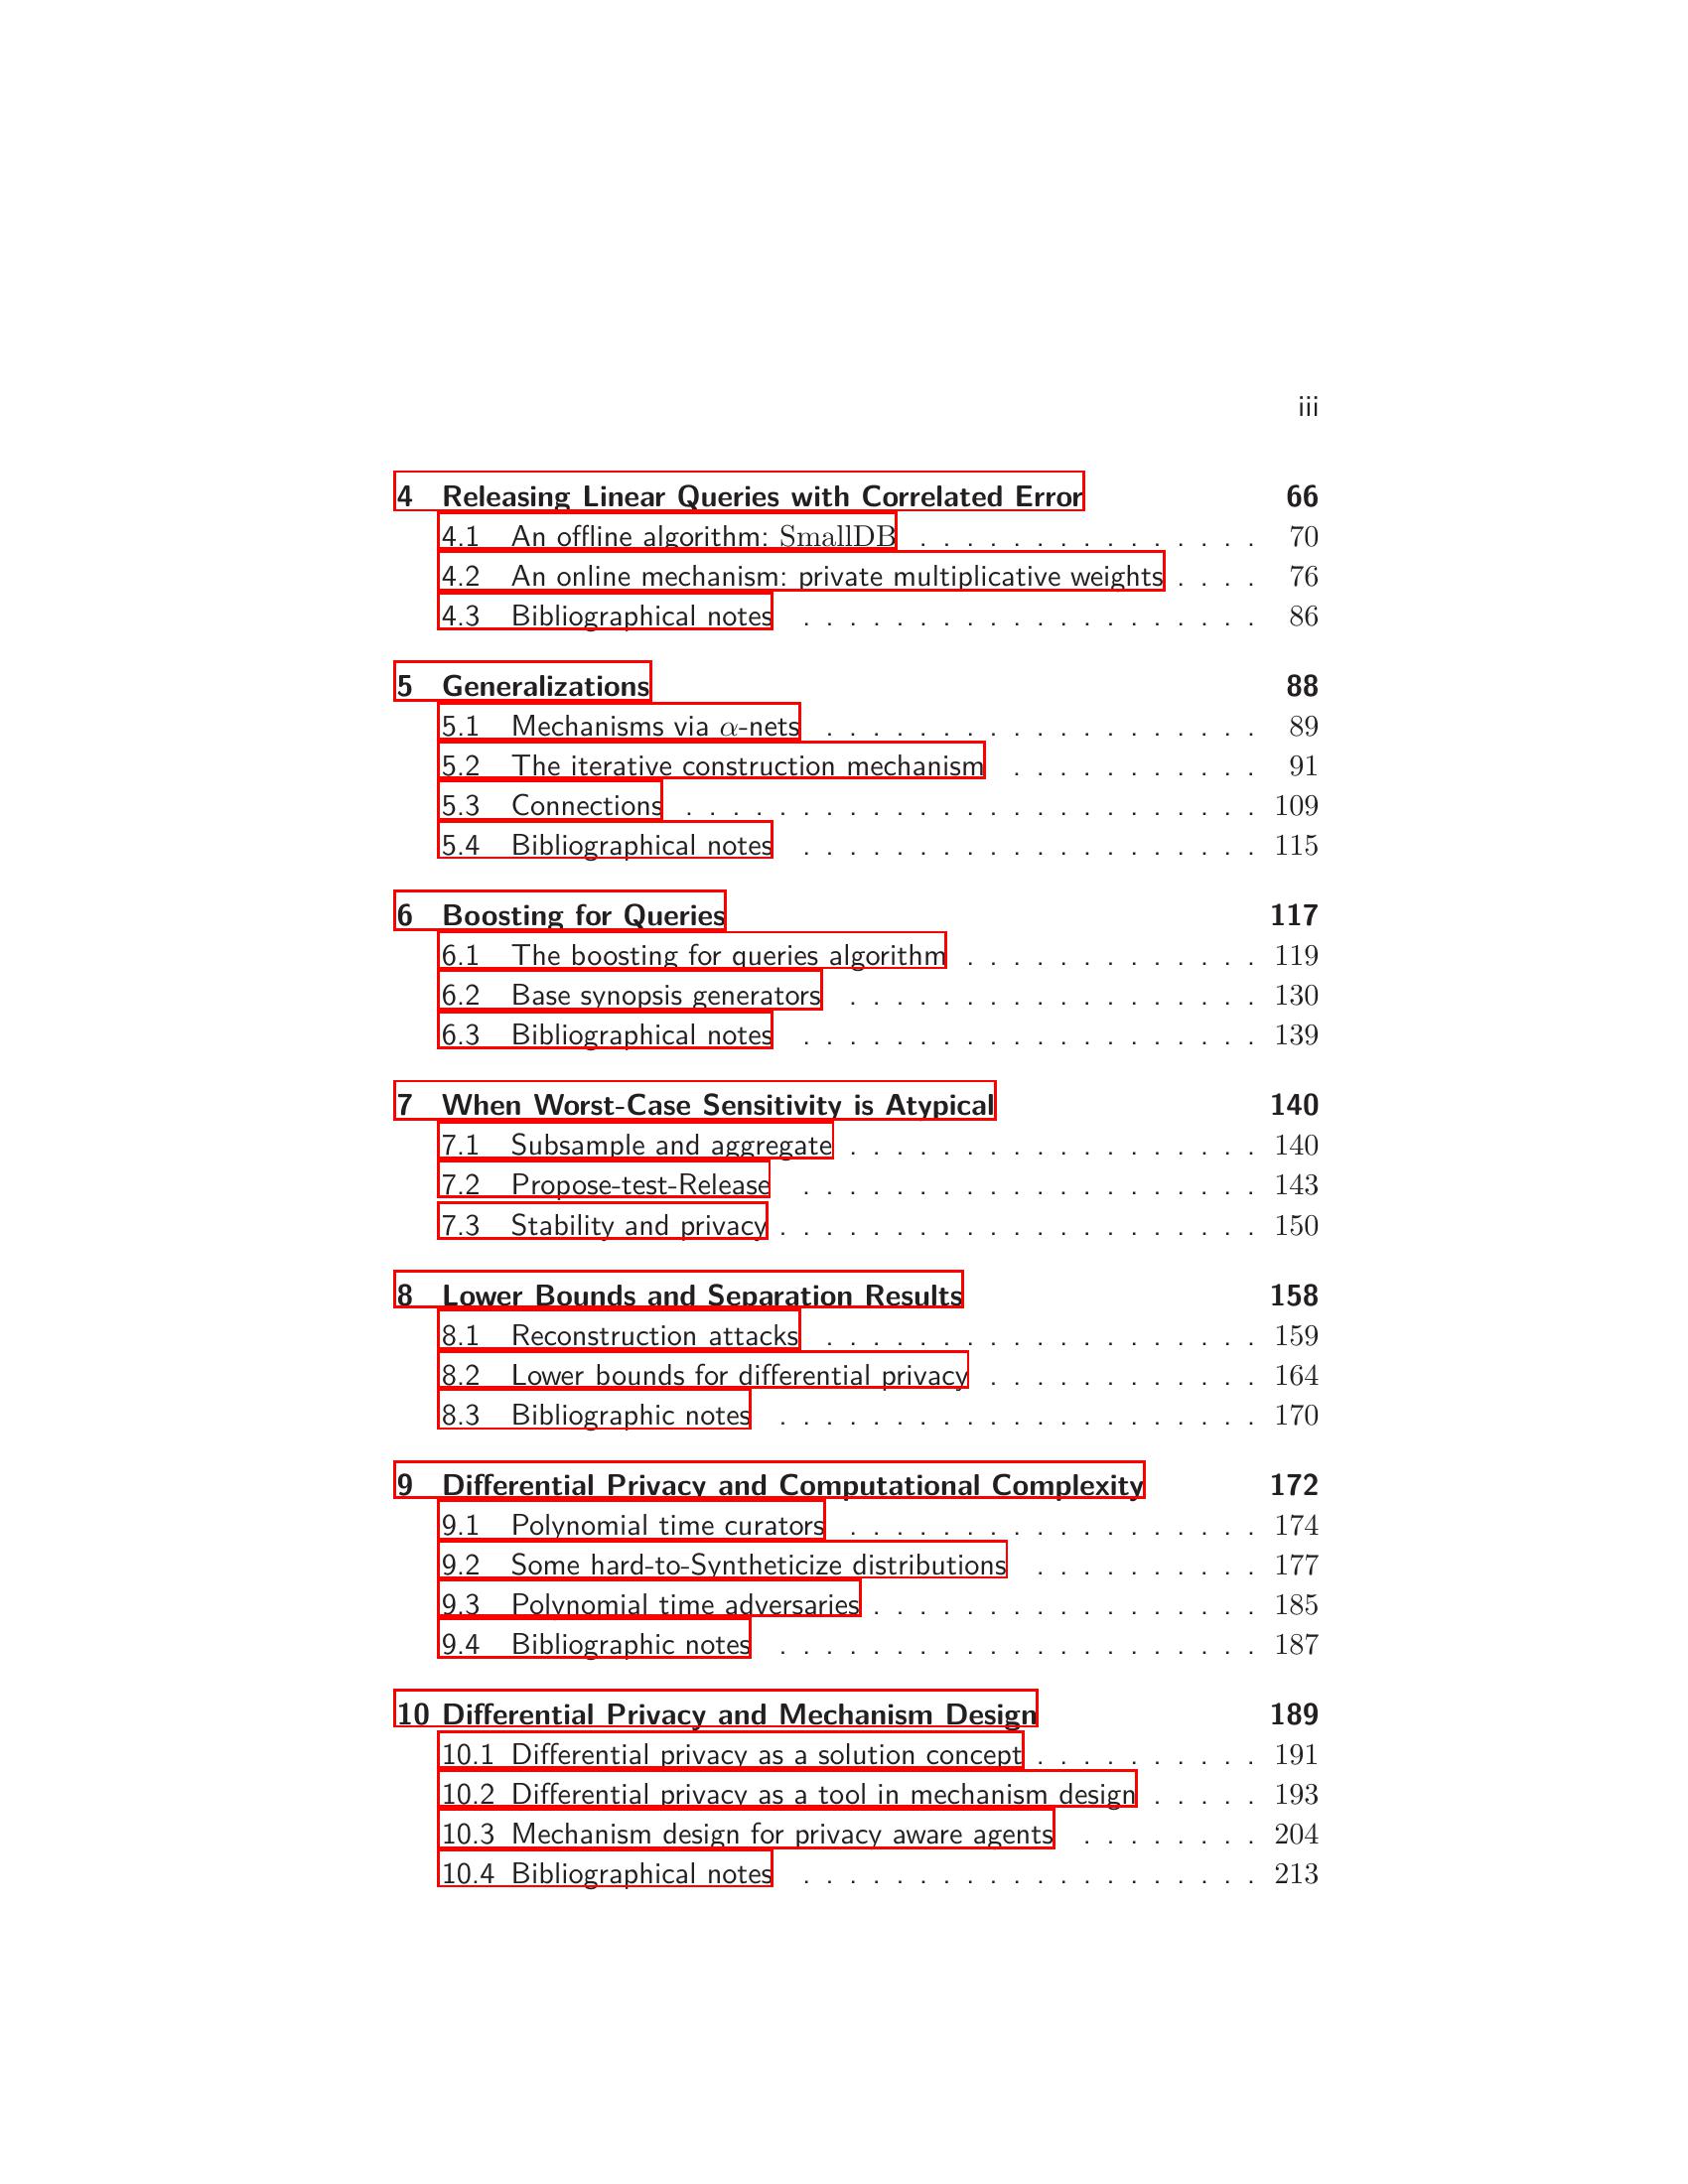 iii
4 Releasing Linear Queries with Correlated Error 66
4.1 An offline algorithm: SmallDB . . . . . . . . . . . . . . . 70
4.2 An online mechanism: private multiplicative weights . . . . 76
4.3 Bibliographical notes . . . . . . . . . . . . . . . . . . . . 86
5 Generalizations 88
5.1 Mechanisms via α-nets . . . . . . . . . . . . . . . . . . . 89
5.2 The iterative construction mechanism . . . . . . . . . . . 91
5.3 Connections . . . . . . . . . . . . . . . . . . . . . . . . . 109
5.4 Bibliographical notes . . . . . . . . . . . . . . . . . . . . 115
6 Boosting for Queries 117
6.1 The boosting for queries algorithm . . . . . . . . . . . . . 119
6.2 Base synopsis generators . . . . . . . . . . . . . . . . . . 130
6.3 Bibliographical notes . . . . . . . . . . . . . . . . . . . . 139
7 When Worst-Case Sensitivity is Atypical 140
7.1 Subsample and aggregate . . . . . . . . . . . . . . . . . . 140
7.2 Propose-test-Release . . . . . . . . . . . . . . . . . . . . 143
7.3 Stability and privacy . . . . . . . . . . . . . . . . . . . . . 150
8 Lower Bounds and Separation Results 158
8.1 Reconstruction attacks . . . . . . . . . . . . . . . . . . . 159
8.2 Lower bounds for differential privacy . . . . . . . . . . . . 164
8.3 Bibliographic notes . . . . . . . . . . . . . . . . . . . . . 170
9 Differential Privacy and Computational Complexity 172
9.1 Polynomial time curators . . . . . . . . . . . . . . . . . . 174
9.2 Some hard-to-Syntheticize distributions . . . . . . . . . . 177
9.3 Polynomial time adversaries . . . . . . . . . . . . . . . . . 185
9.4 Bibliographic notes . . . . . . . . . . . . . . . . . . . . . 187
10 Differential Privacy and Mechanism Design 189
10.1 Differential privacy as a solution concept . . . . . . . . . . 191
10.2 Differential privacy as a tool in mechanism design . . . . . 193
10.3 Mechanism design for privacy aware agents . . . . . . . . 204
10.4 Bibliographical notes . . . . . . . . . . . . . . . . . . . . 213